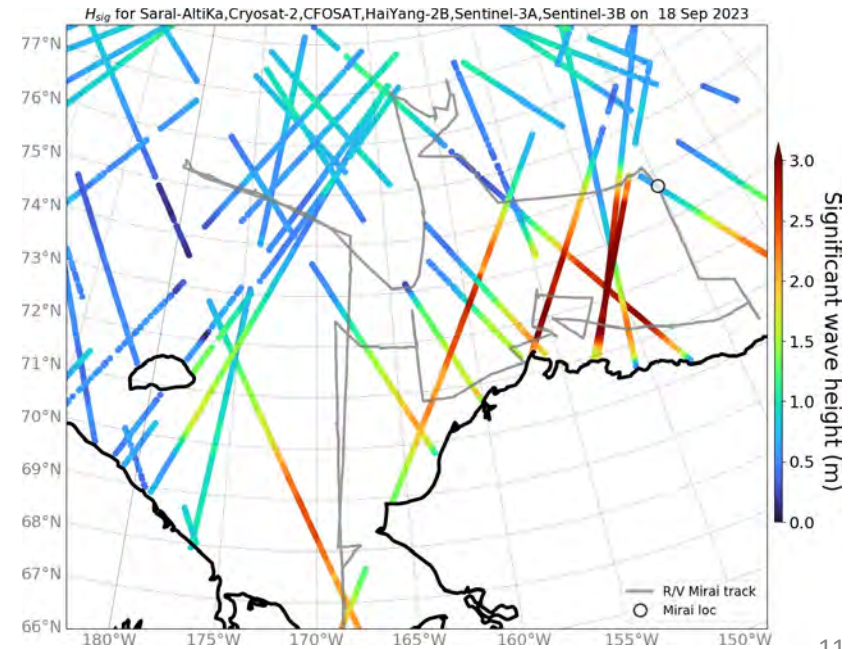 H_sig for Saral-AltiKa,Cryosat-2,CFOSAT,HaiYang-2B,Sentinel-3A,Sentinel-3B on 18 Sep 2023
77°N
76°N
75°N
74°N
73°N
72°N
71°N
70°N
69°N
68°N
67°N
66°N
180°W
175°W
170°W
165°W
160°W
155°W
150°W
R/V Mirai track
Mirai loc
3.0
2.5
2.0
1.5
1.0
0.5
0.0
Significant wave height (m)
11